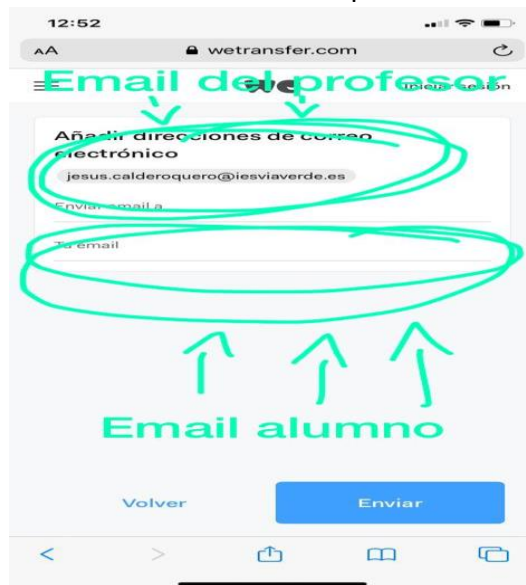 12:52
AA wetransfer.com
Email del profesor
Iniciar sesión
Añadir direcciones de correo
electrónico
jesus.calderoquero@iesviaverde.es
Enviar email a
Tu email
Email alumno
Volver Enviar